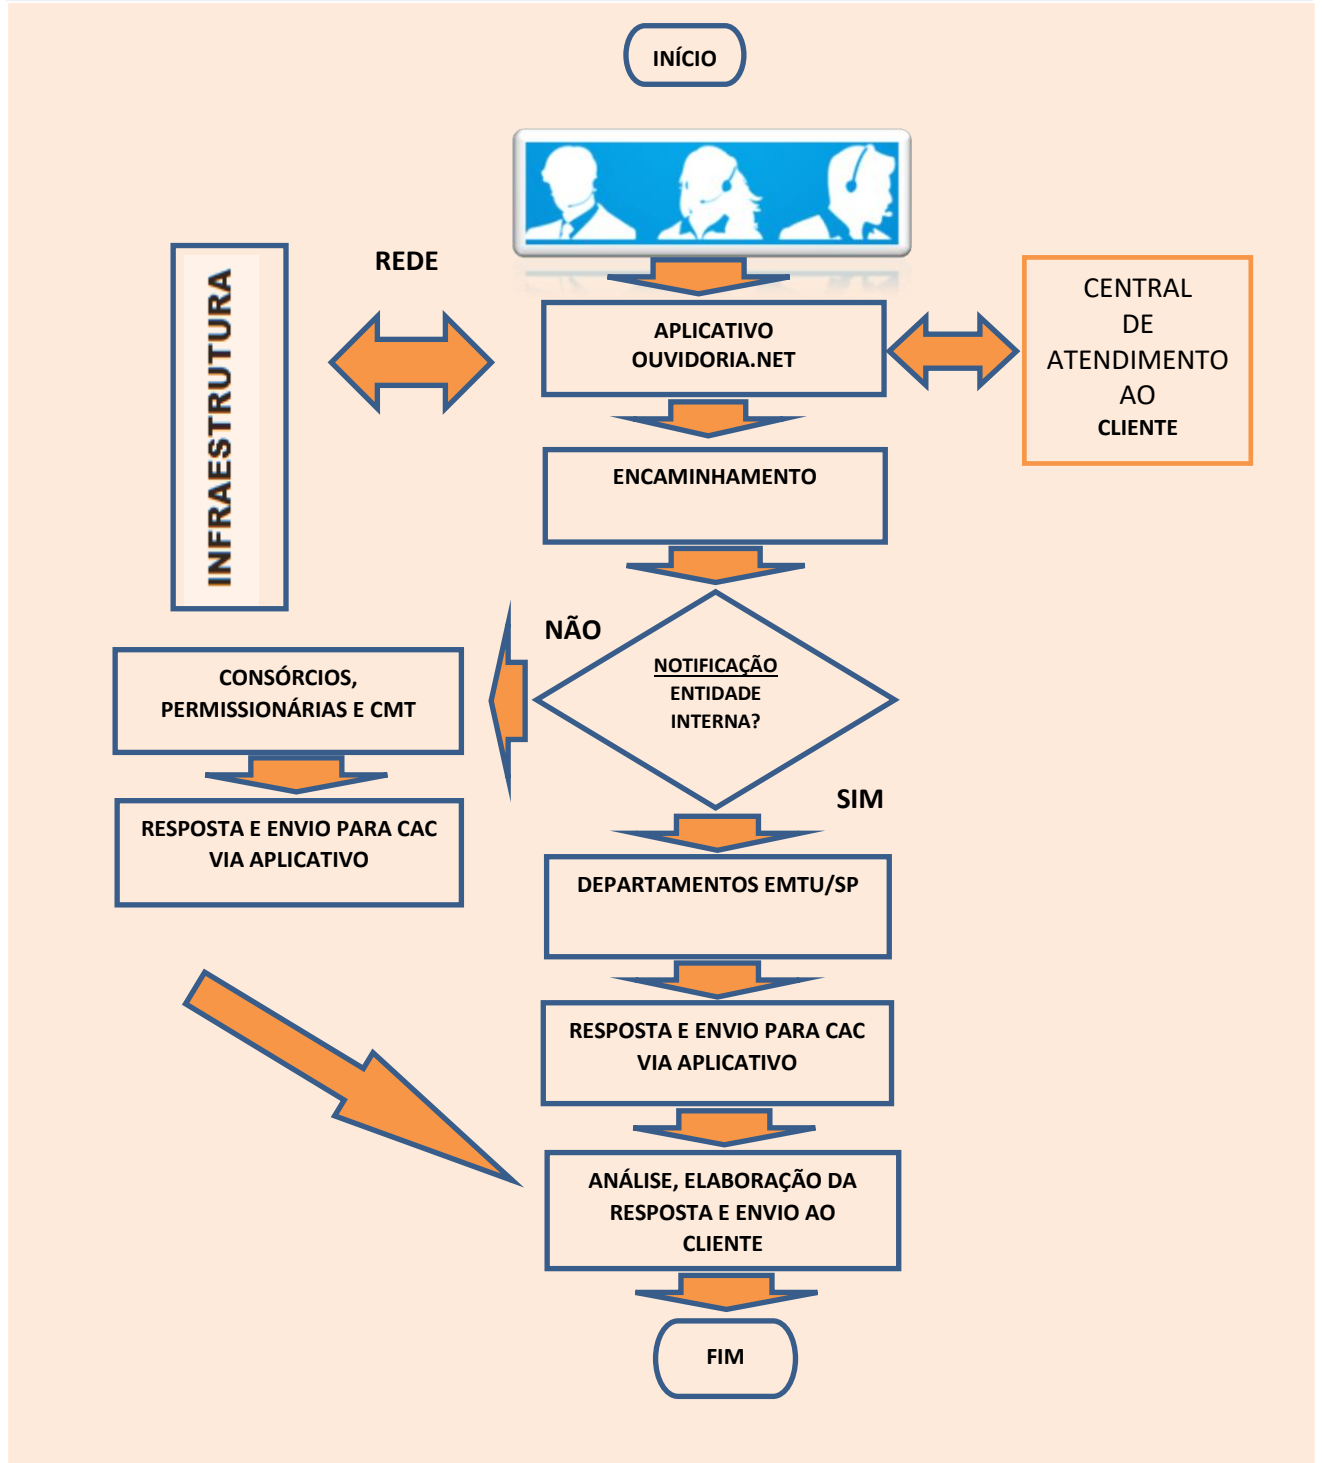 INÍCIO
REDE
INFRAESTRUTURA
APLICATIVO
OUVIDORIA.NET
CENTRAL
DE
ATENDIMENTO
AO
CLIENTE
ENCAMINHAMENTO
NÃO
NOTIFICAÇÃO
ENTIDADE
INTERNA?
CONSÓRCIOS,
PERMISSIONÁRIAS E CMT
SIM
RESPOSTA E ENVIO PARA CAC
VIA APLICATIVO
DEPARTAMENTOS EMTU/SP
RESPOSTA E ENVIO PARA CAC
VIA APLICATIVO
ANÁLISE, ELABORAÇÃO DA
RESPOSTA E ENVIO AO
CLIENTE
FIM